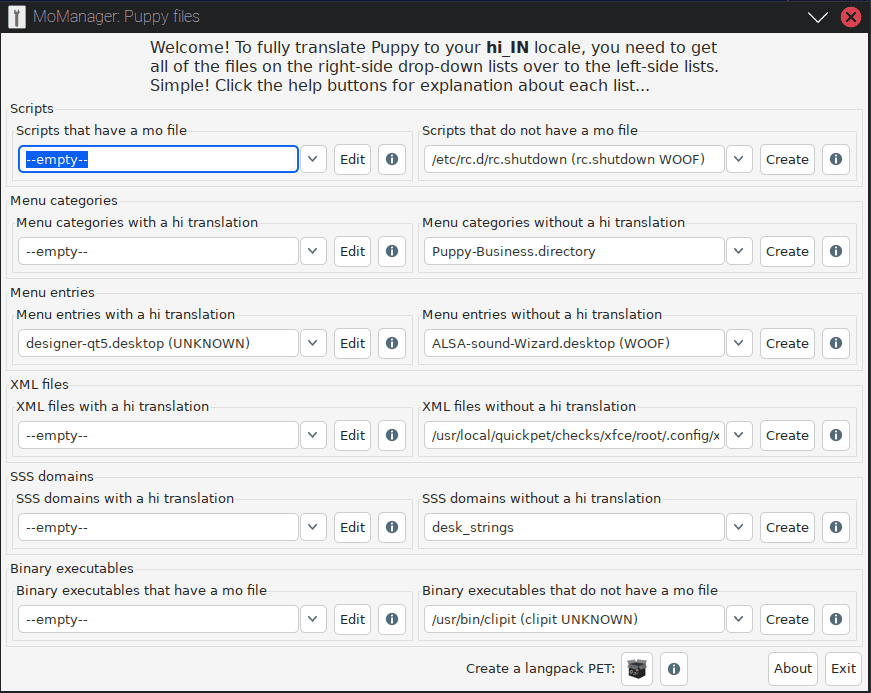 MoManager: Puppy files
Welcome! To fully translate Puppy to your hi_IN locale, you need to get
all of the files on the right-side drop-down lists over to the left-side lists.
Simple! Click the help buttons for explanation about each list...
Scripts
Scripts that have a mo file
--empty--
Edit
Scripts that do not have a mo file
/etc/rc.d/rc.shutdown (rc.shutdown WOOF)
Create
Menu categories
Menu categories with a hi translation
--empty--
Edit
Menu categories without a hi translation
Puppy-Business.directory
Create
Menu entries
Menu entries with a hi translation
designer-qt5.desktop (UNKNOWN)
Edit
Menu entries without a hi translation
ALSA-sound-Wizard.desktop (WOOF)
Create
XML files
XML files with a hi translation
--empty--
Edit
XML files without a hi translation
/usr/local/quickpet/checks/xfce/root/.config/x
Create
SSS domains
SSS domains with a hi translation
--empty--
Edit
SSS domains without a hi translation
desk_strings
Create
Binary executables
Binary executables that have a mo file
--empty--
Edit
Binary executables that do not have a mo file
/usr/bin/clipit (clipit UNKNOWN)
Create
Create a langpack PET:
About
Exit